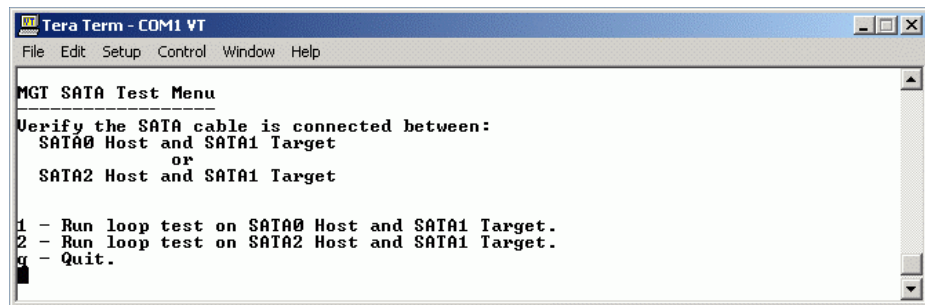 Tera Term - COM1 VT
File Edit Setup Control Window Help
MGT SATA Test Menu
------------------
Verify the SATA cable is connected between:
SATA0 Host and SATA1 Target
or
SATA2 Host and SATA1 Target
1 - Run loop test on SATA0 Host and SATA1 Target.
2 - Run loop test on SATA2 Host and SATA1 Target.
q - Quit.